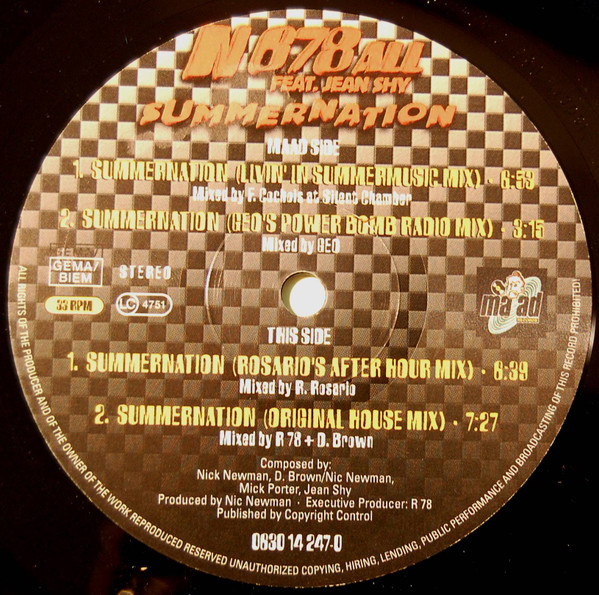 N 878 ALL
FEAT. JEAN SHY
SUMMERNATION
MAAD SIDE
1. SUMMERNATION (LIVIN' IN SUMMERMUSIC MIX) · 6:53
Mixed by F. Cochois at Silent Chamber
2. SUMMERNATION (GEO'S POWER BOMB RADIO MIX) · 3:15
Mixed by GEO
GEMA/
BIEM
STEREO
33 RPM
LC 4751
ma ad
THIS SIDE
1. SUMMERNATION (ROSARIO'S AFTER HOUR MIX) · 6:39
Mixed by R. Rosario
2. SUMMERNATION (ORIGINAL HOUSE MIX) · 7:27
Mixed by R 78 + D. Brown
Composed by:
Nick Newman, D. Brown/Nic Newman,
Mick Porter, Jean Shy
Produced by Nic Newman · Executive Producer: R 78
Published by Copyright Control
0630 14 247-0
ALL RIGHTS OF THE PRODUCER AND OF THE OWNER OF THE WORK REPRODUCED RESERVED UNAUTHORIZED COPYING, HIRING, LENDING, PUBLIC PERFORMANCE AND BROADCASTING OF THIS RECORD PROHIBITED!